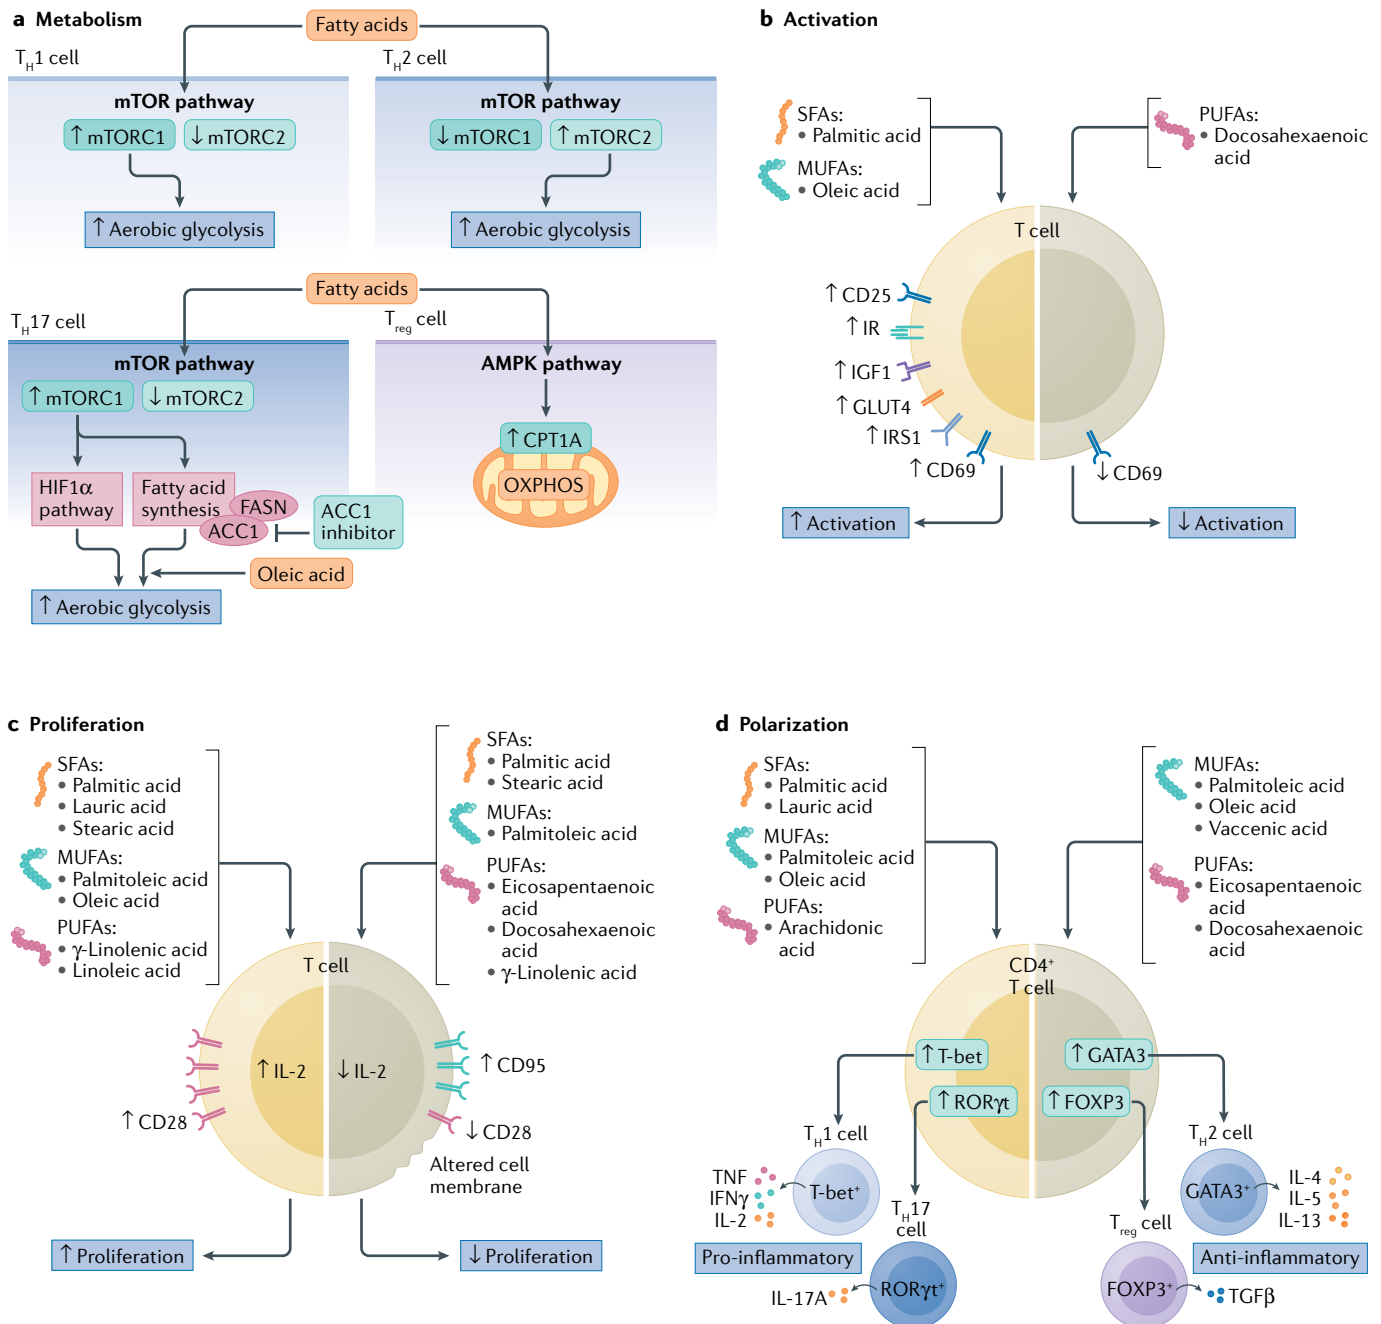 a Metabolism
Fatty acids
TH1 cell
TH2 cell
mTOR pathway
↑ mTORC1
↓ mTORC2
↑ Aerobic glycolysis
mTOR pathway
↓ mTORC1
↑ mTORC2
↑ Aerobic glycolysis
Fatty acids
TH17 cell
Treg cell
mTOR pathway
↑ mTORC1
↓ mTORC2
HIF1α
pathway
Fatty acid
synthesis
FASN
ACC1
ACC1
inhibitor
Oleic acid
↑ Aerobic glycolysis
AMPK pathway
↑ CPT1A
OXPHOS
b Activation
SFAs:
• Palmitic acid
MUFAs:
• Oleic acid
PUFAs:
• Docosahexaenoic
acid
T cell
↑ CD25
↑ IR
↑ IGF1
↑ GLUT4
↑ IRS1
↑ CD69
↓ CD69
↑ Activation
↓ Activation
c Proliferation
SFAs:
• Palmitic acid
• Lauric acid
• Stearic acid
MUFAs:
• Palmitoleic acid
• Oleic acid
PUFAs:
• γ-Linolenic acid
• Linoleic acid
SFAs:
• Palmitic acid
• Stearic acid
MUFAs:
• Palmitoleic acid
PUFAs:
• Eicosapentaenoic
acid
• Docosahexaenoic
acid
• γ-Linolenic acid
T cell
↑ IL-2
↓ IL-2
↑ CD28
↑ CD95
↓ CD28
Altered cell
membrane
↑ Proliferation
↓ Proliferation
d Polarization
SFAs:
• Palmitic acid
• Lauric acid
MUFAs:
• Palmitoleic acid
• Oleic acid
PUFAs:
• Arachidonic
acid
MUFAs:
• Palmitoleic acid
• Oleic acid
• Vaccenic acid
PUFAs:
• Eicosapentaenoic
acid
• Docosahexaenoic
acid
CD4+
T cell
↑ T-bet
↑ GATA3
↑ RORγt
↑ FOXP3
TH1 cell
TNF
IFNγ
IL-2
T-bet+
TH17
cell
Pro-inflammatory
IL-17A
RORγt+
TH2 cell
GATA3+
IL-4
IL-5
IL-13
Treg cell
Anti-inflammatory
FOXP3+
TGFβ